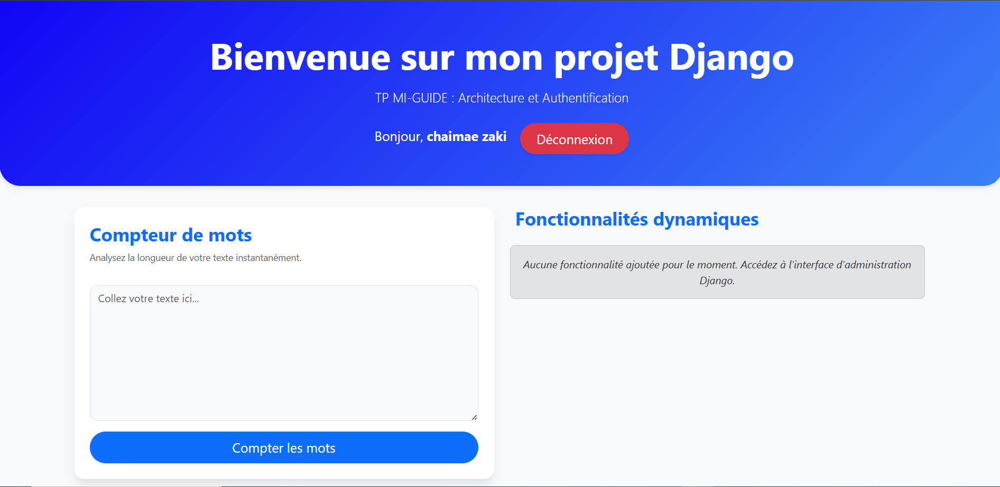 Bienvenue sur mon projet Django
TP MI-GUIDE : Architecture et Authentification
Bonjour, chaimae zaki
Déconnexion
Compteur de mots
Analysez la longueur de votre texte instantanément.
Collez votre texte ici...
Compter les mots
Fonctionnalités dynamiques
Aucune fonctionnalité ajoutée pour le moment. Accédez à l'interface d'administration
Django.